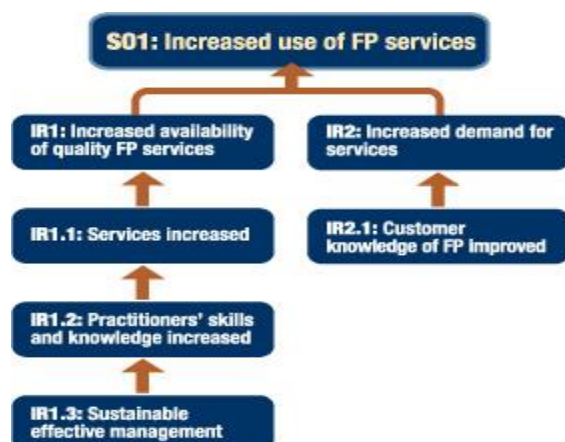 SO1: Increased use of FP services
IR1: Increased availability
of quality FP services
IR2: Increased demand for
services
IR1.1: Services increased
IR2.1: Customer
knowledge of FP improved
IR1.2: Practitioners' skills
and knowledge increased
IR1.3: Sustainable
effective management